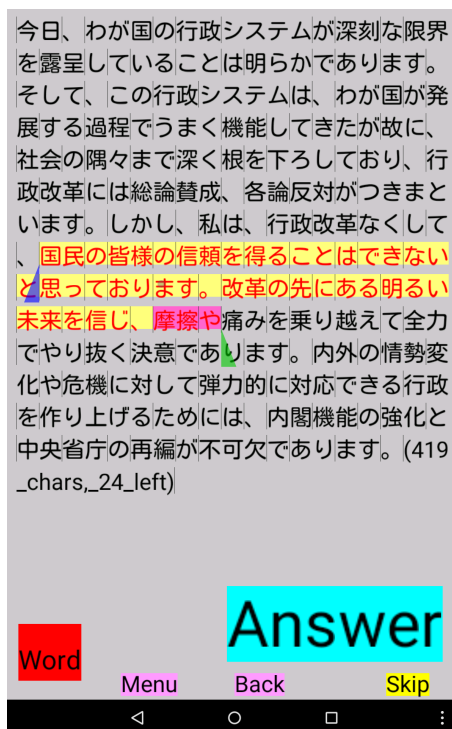 今日、わが国の行政システムが深刻な限界
を露呈していることは明らかであります。
そして、この行政システムは、わが国が発
展する過程でうまく機能してきたが故に、
社会の隅々まで深く根を下ろしており、行
政改革には総論賛成、各論反対がつきまと
います。しかし、私は、行政改革なくして
、国民の皆様の信頼を得ることはできない
と思っております。改革の先にある明るい
未来を信じ、摩擦や痛みを乗り越えて全力
でやり抜く決意であります。内外の情勢変
化や危機に対して弾力的に対応できる行政
を作り上げるためには、内閣機能の強化と
中央省庁の再編が不可欠であります。(419
_chars,_24_left)
Answer
Word
Menu Back Skip